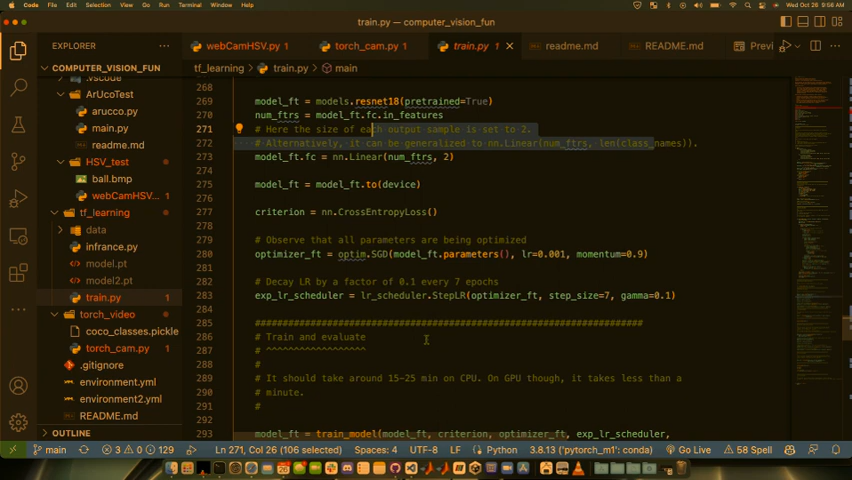 Code File Edit Selection View Go Run Terminal Window Help
Wed Oct 26 9:56 AM
train.py — computer_vision_fun
EXPLORER
webCamHSV.py 1 torch_cam.py 1 train.py 1 readme.md README.md Previ
tf_learning > train.py > main
COMPUTER_VISION_FUN
.vscode
ArUcoTest
arucco.py
main.py
readme.md
HSV_test
ball.bmp
webCamHSV...
tf_learning
data
infrance.py
model.pt
model2.pt
train.py 1
torch_video
coco_classes.pickle
torch_cam.py 1
.gitignore
environment.yml
environment2.yml
README.md
OUTLINE
268
269 model_ft = models.resnet18(pretrained=True)
270 num_ftrs = model_ft.fc.in_features
271 # Here the size of each output sample is set to 2.
272 # Alternatively, it can be generalized to nn.Linear(num_ftrs, len(class_names)).
273 model_ft.fc = nn.Linear(num_ftrs, 2)
274
275 model_ft = model_ft.to(device)
276
277 criterion = nn.CrossEntropyLoss()
278
279 # Observe that all parameters are being optimized
280 optimizer_ft = optim.SGD(model_ft.parameters(), lr=0.001, momentum=0.9)
281
282 # Decay LR by a factor of 0.1 every 7 epochs
283 exp_lr_scheduler = lr_scheduler.StepLR(optimizer_ft, step_size=7, gamma=0.1)
284
285 ######################################################################
286 # Train and evaluate
287 # ^^^^^^^^^^^^^^^^^^
288 #
289 # It should take around 15-25 min on CPU. On GPU though, it takes less than a
290 # minute.
291 #
292
293 model_ft = train_model(model_ft, criterion, optimizer_ft, exp_lr_scheduler,
main 3 0 129 Ln 271, Col 26 (106 selected) Spaces: 4 UTF-8 LF Python 3.8.13 ('pytorch_m1': conda) Go Live 58 Spell